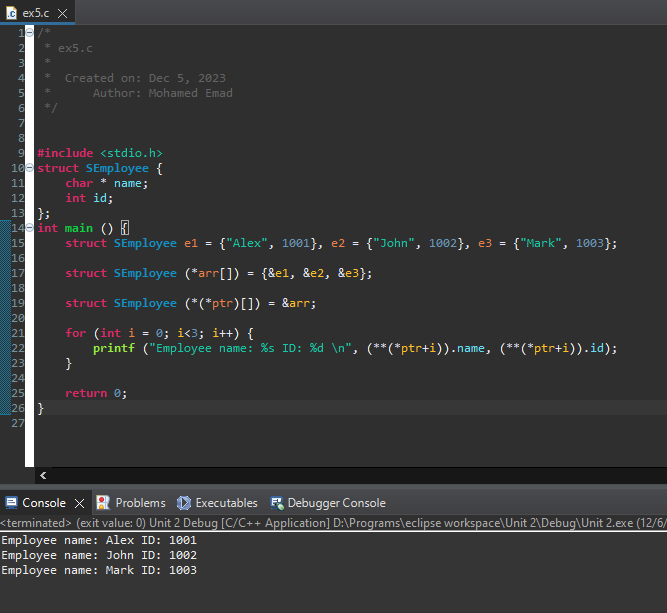 ex5.c
1 /*
2  * ex5.c
3  *
4  *  Created on: Dec 5, 2023
5  *      Author: Mohamed Emad
6  */
7
8
9 #include <stdio.h>
10 struct SEmployee {
11     char * name;
12     int id;
13 };
14 int main () {
15     struct SEmployee e1 = {"Alex", 1001}, e2 = {"John", 1002}, e3 = {"Mark", 1003};
16
17     struct SEmployee (*arr[]) = {&e1, &e2, &e3};
18
19     struct SEmployee (*(*ptr)[]) = &arr;
20
21     for (int i = 0; i<3; i++) {
22         printf ("Employee name: %s ID: %d \n", (**(*ptr+i)).name, (**(*ptr+i)).id);
23     }
24
25     return 0;
26 }
27
Console Problems Executables Debugger Console
<terminated> (exit value: 0) Unit 2 Debug [C/C++ Application] D:\Programs\eclipse workspace\Unit 2\Debug\Unit 2.exe (12/6/
Employee name: Alex ID: 1001
Employee name: John ID: 1002
Employee name: Mark ID: 1003